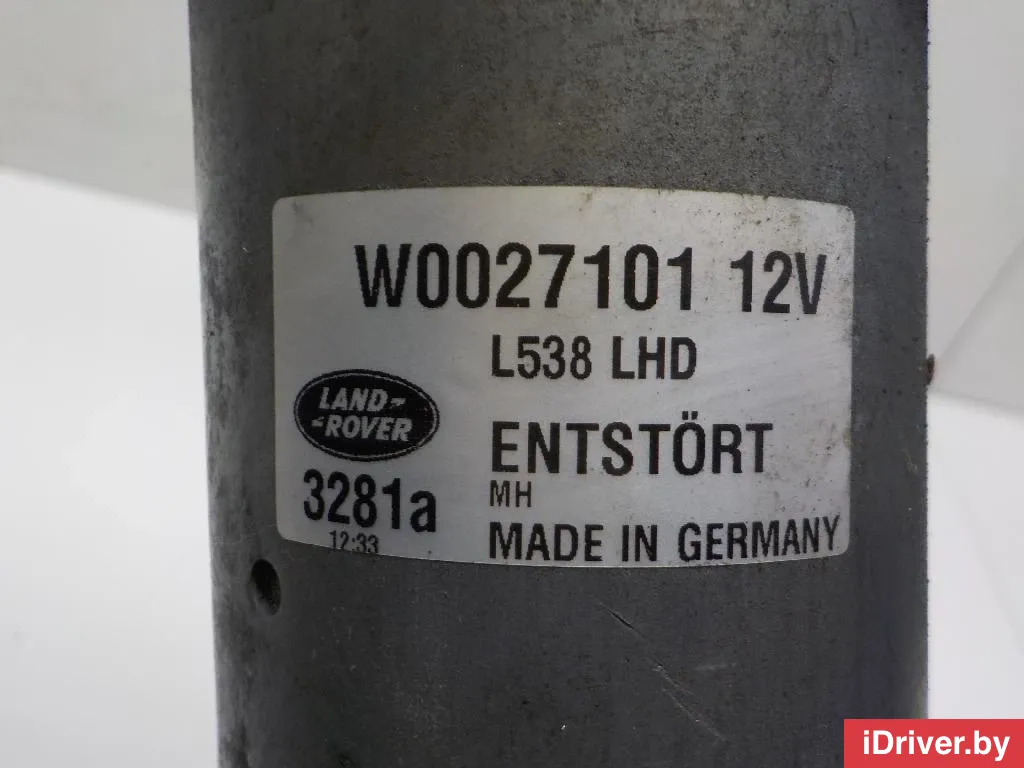 W0027101 12V
L538 LHD
LAND-
-ROVER
ENTSTÖRT
3281a
MH
12:33
MADE IN GERMANY
iDriver.by